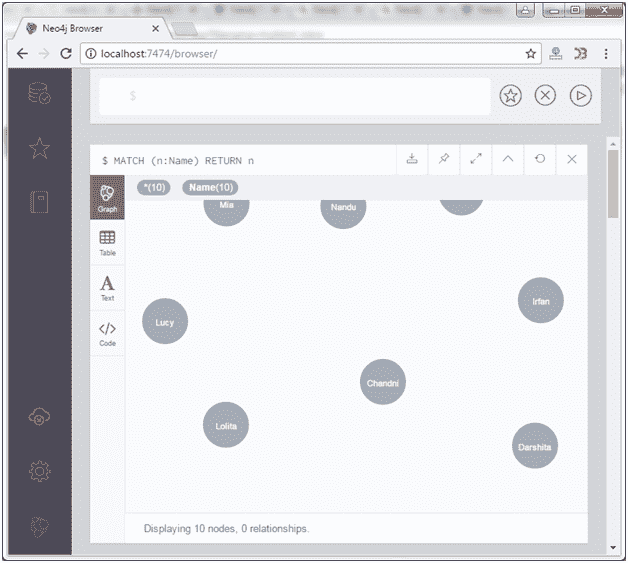 Neo4j Browser
localhost:7474/browser/
$
$ MATCH (n:Name) RETURN n
*(10) Name(10)
Graph
Table
Text
Code
Mia
Nandu
Irfan
Lucy
Chandni
Lolita
Darshita
Displaying 10 nodes, 0 relationships.